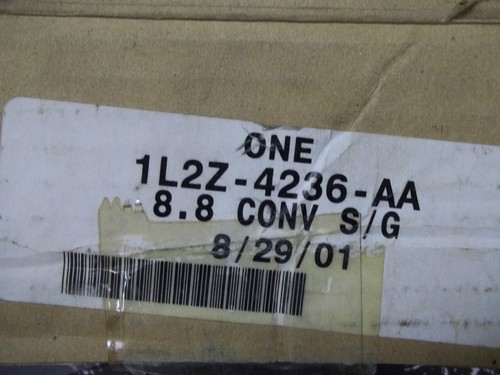 ONE
1L2Z-4236-AA
8.8 CONV S/G
8/29/01